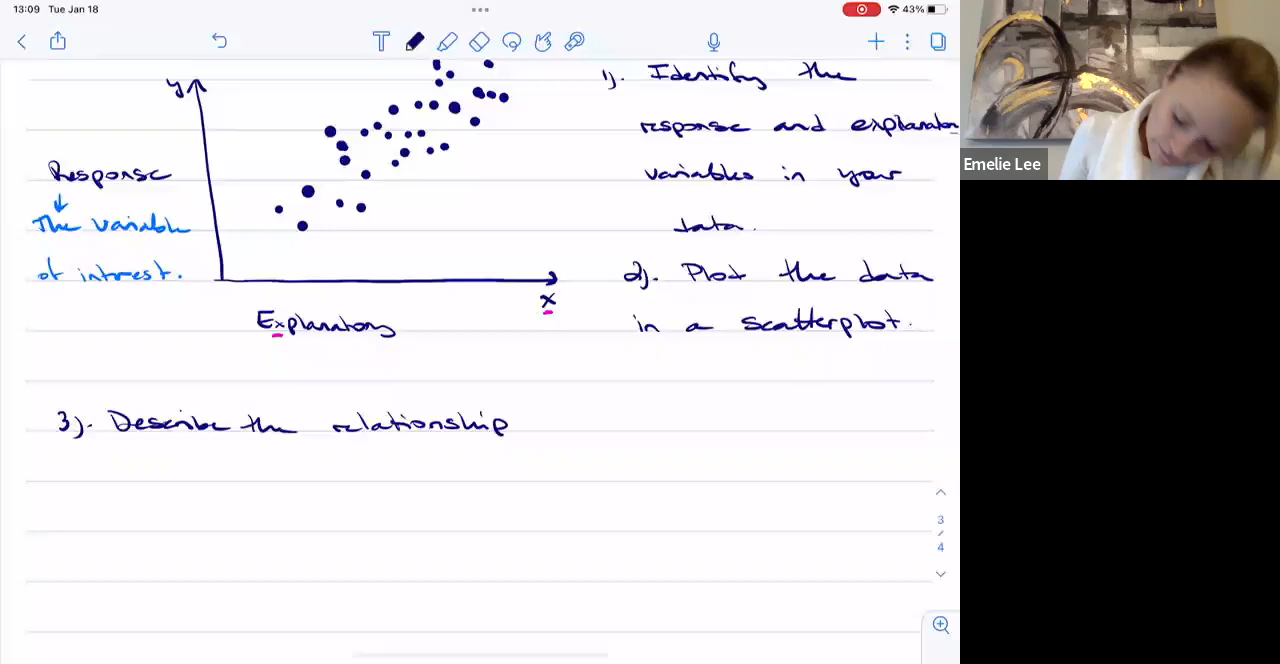 13:09 Tue Jan 18
43%
T
y
Response
The variable
of interest.
x
Explanatory
1). Identify the
response and explanatory
variables in your
data.
2). Plot the data
in a scatterplot.
3). Describe the relationship
3
4
Emelie Lee